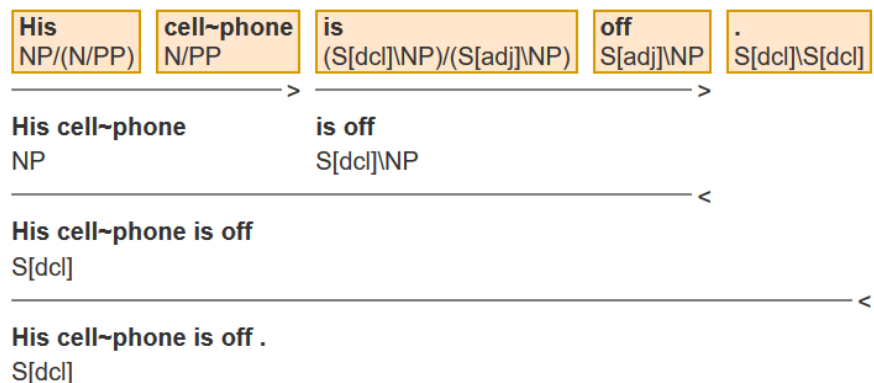 His cell~phone is off .
NP/(N/PP) N/PP (S[dcl]\NP)/(S[adj]\NP) S[adj]\NP S[dcl]\S[dcl]
> >
His cell~phone is off
NP S[dcl]\NP
<
His cell~phone is off
S[dcl]
<
His cell~phone is off .
S[dcl]